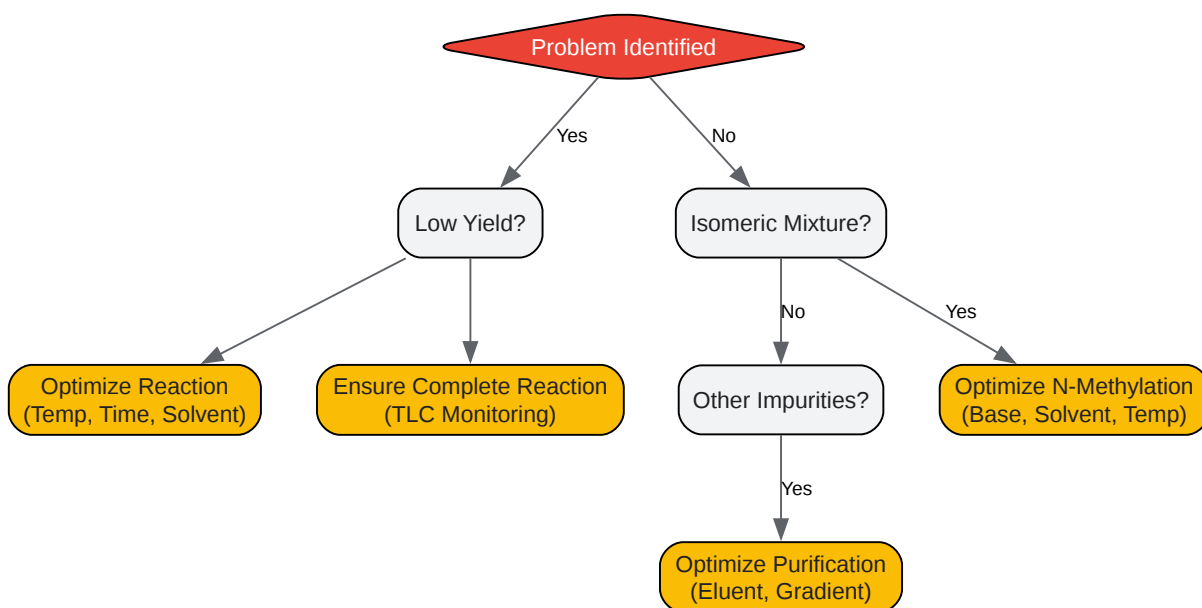 Problem Identified
Yes
No
Low Yield?
Isomeric Mixture?
No
Yes
Optimize Reaction
(Temp, Time, Solvent)
Ensure Complete Reaction
(TLC Monitoring)
Other Impurities?
Optimize N-Methylation
(Base, Solvent, Temp)
Yes
Optimize Purification
(Eluent, Gradient)